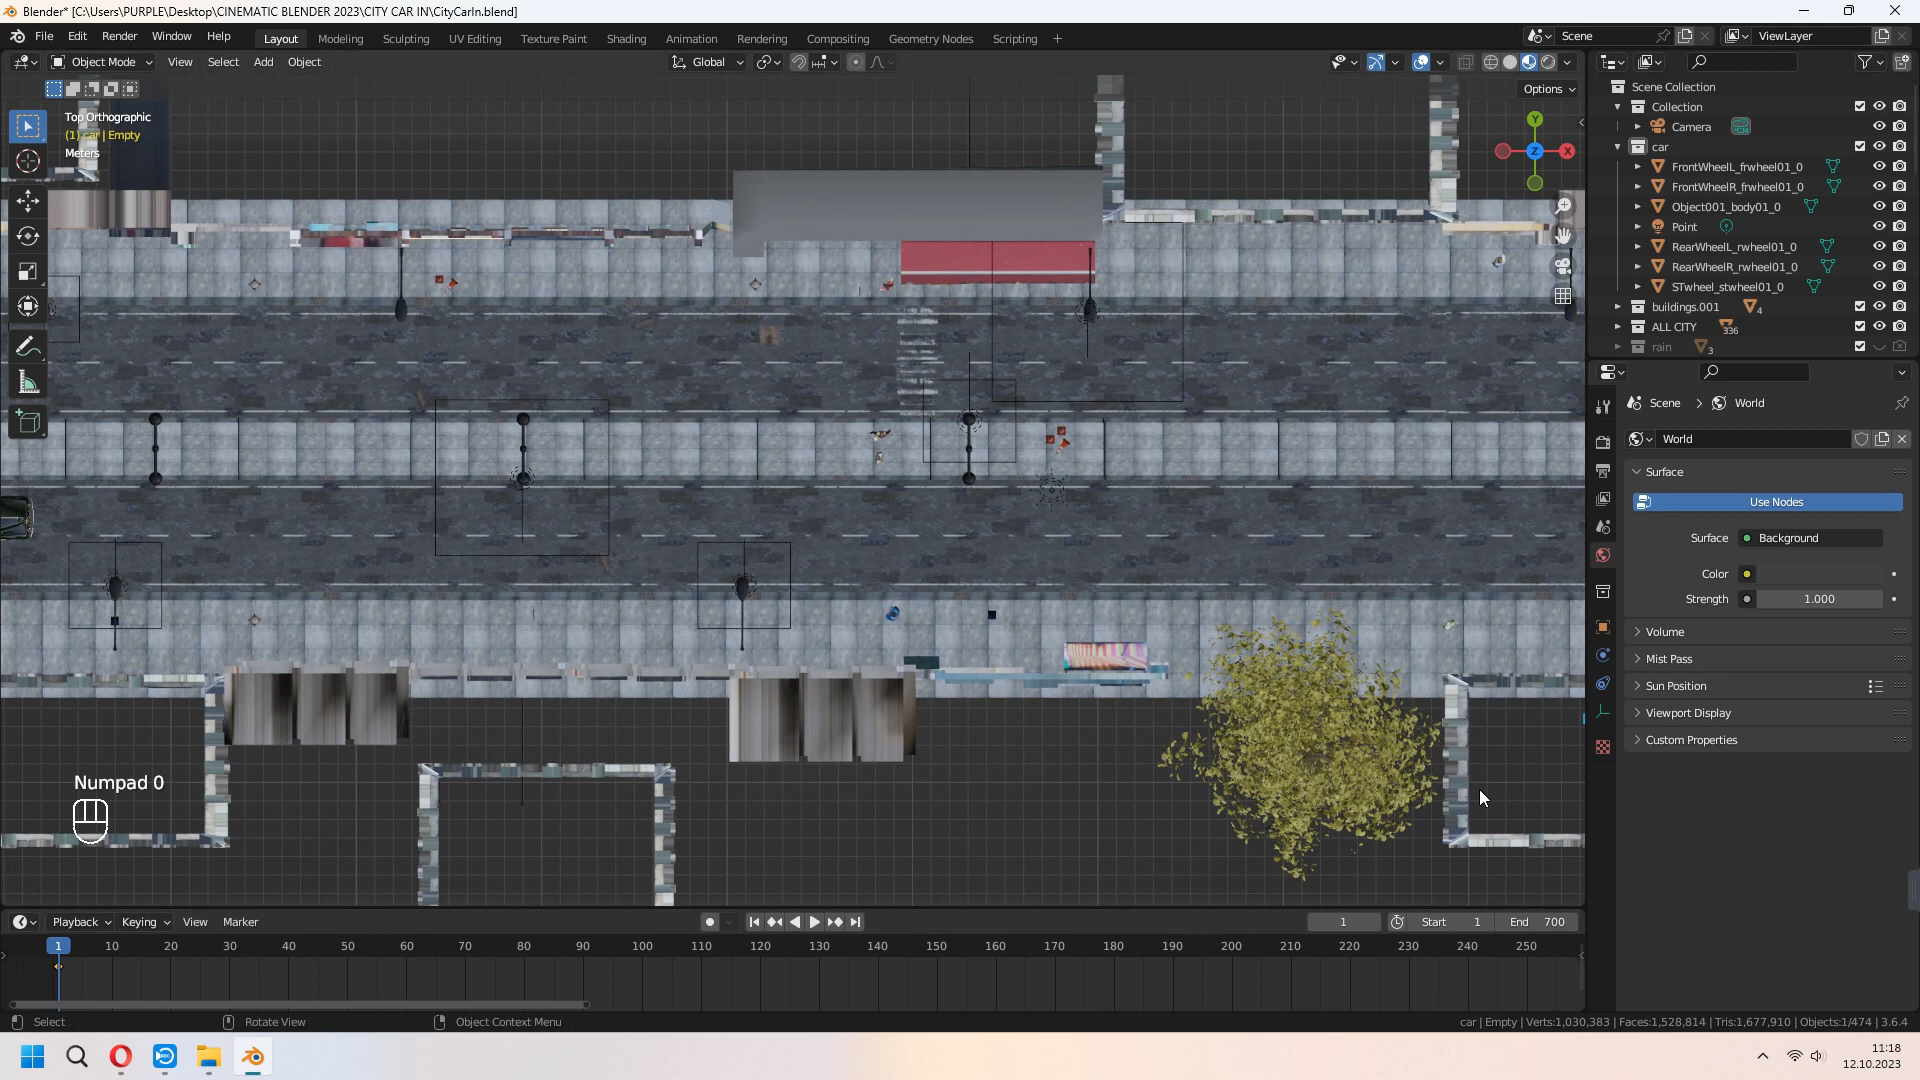 Blender* [C:\Users\PURPLE\Desktop\CINEMATIC BLENDER 2023\CITY CAR IN\CityCarIn.blend]
File Edit Render Window Help Layout Modeling Sculpting UV Editing Texture Paint Shading Animation Rendering Compositing Geometry Nodes Scripting + Scene ViewLayer
Object Mode View Select Add Object Global
Options
Top Orthographic
(1) car | Empty
Meters
Y
Z X
Scene Collection
Collection
Camera
car
FrontWheelL_frwheel01_0
FrontWheelR_frwheel01_0
Object001_body01_0
Point
RearWheelL_rwheel01_0
RearWheelR_rwheel01_0
STwheel_stwheel01_0
buildings.001 4
ALL CITY 336
rain 3
Scene > World
World
Surface
Use Nodes
Surface Background
Color
Strength 1.000
Volume
Mist Pass
Sun Position
Viewport Display
Custom Properties
Numpad 0
Playback Keying View Marker 1 Start 1 End 700
1 10 20 30 40 50 60 70 80 90 100 110 120 130 140 150 160 170 180 190 200 210 220 230 240 250
Select Rotate View Object Context Menu car | Empty | Verts:1,030,383 | Faces:1,528,814 | Tris:1,677,910 | Objects:1/474 | 3.6.4
11:18
12.10.2023